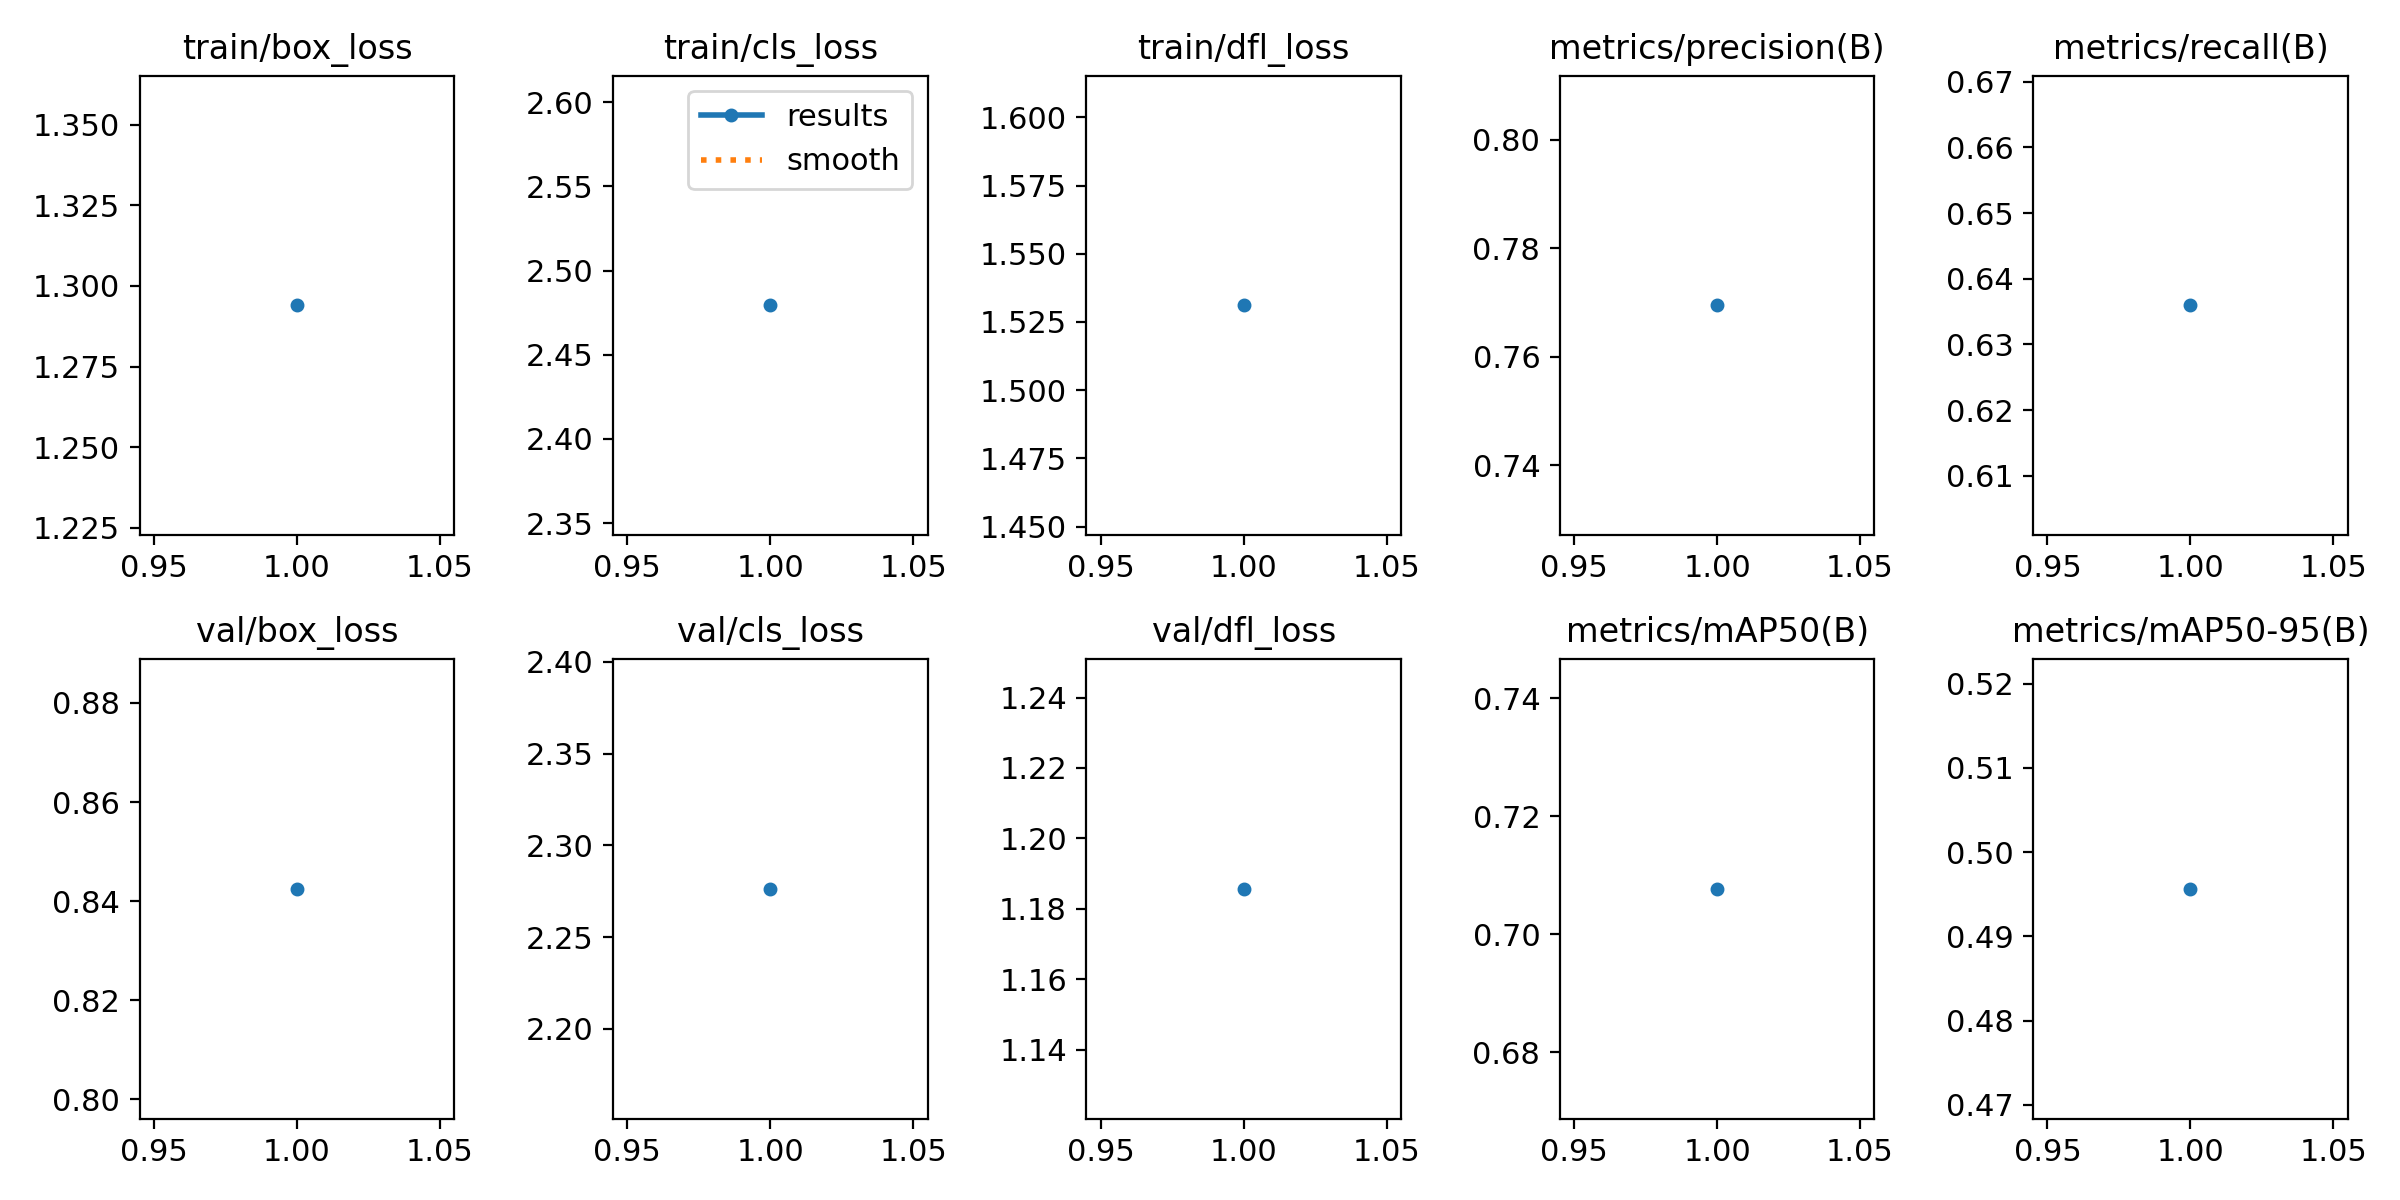 train/box_loss
1.350
1.325
1.300
1.275
1.250
1.225
0.95 1.00 1.05
train/cls_loss
results
smooth
2.60
2.55
2.50
2.45
2.40
2.35
0.95 1.00 1.05
train/dfl_loss
1.600
1.575
1.550
1.525
1.500
1.475
1.450
0.95 1.00 1.05
metrics/precision(B)
0.80
0.78
0.76
0.74
0.95 1.00 1.05
metrics/recall(B)
0.67
0.66
0.65
0.64
0.63
0.62
0.61
0.95 1.00 1.05
val/box_loss
0.88
0.86
0.84
0.82
0.80
0.95 1.00 1.05
val/cls_loss
2.40
2.35
2.30
2.25
2.20
0.95 1.00 1.05
val/dfl_loss
1.24
1.22
1.20
1.18
1.16
1.14
0.95 1.00 1.05
metrics/mAP50(B)
0.74
0.72
0.70
0.68
0.95 1.00 1.05
metrics/mAP50-95(B)
0.52
0.51
0.50
0.49
0.48
0.47
0.95 1.00 1.05